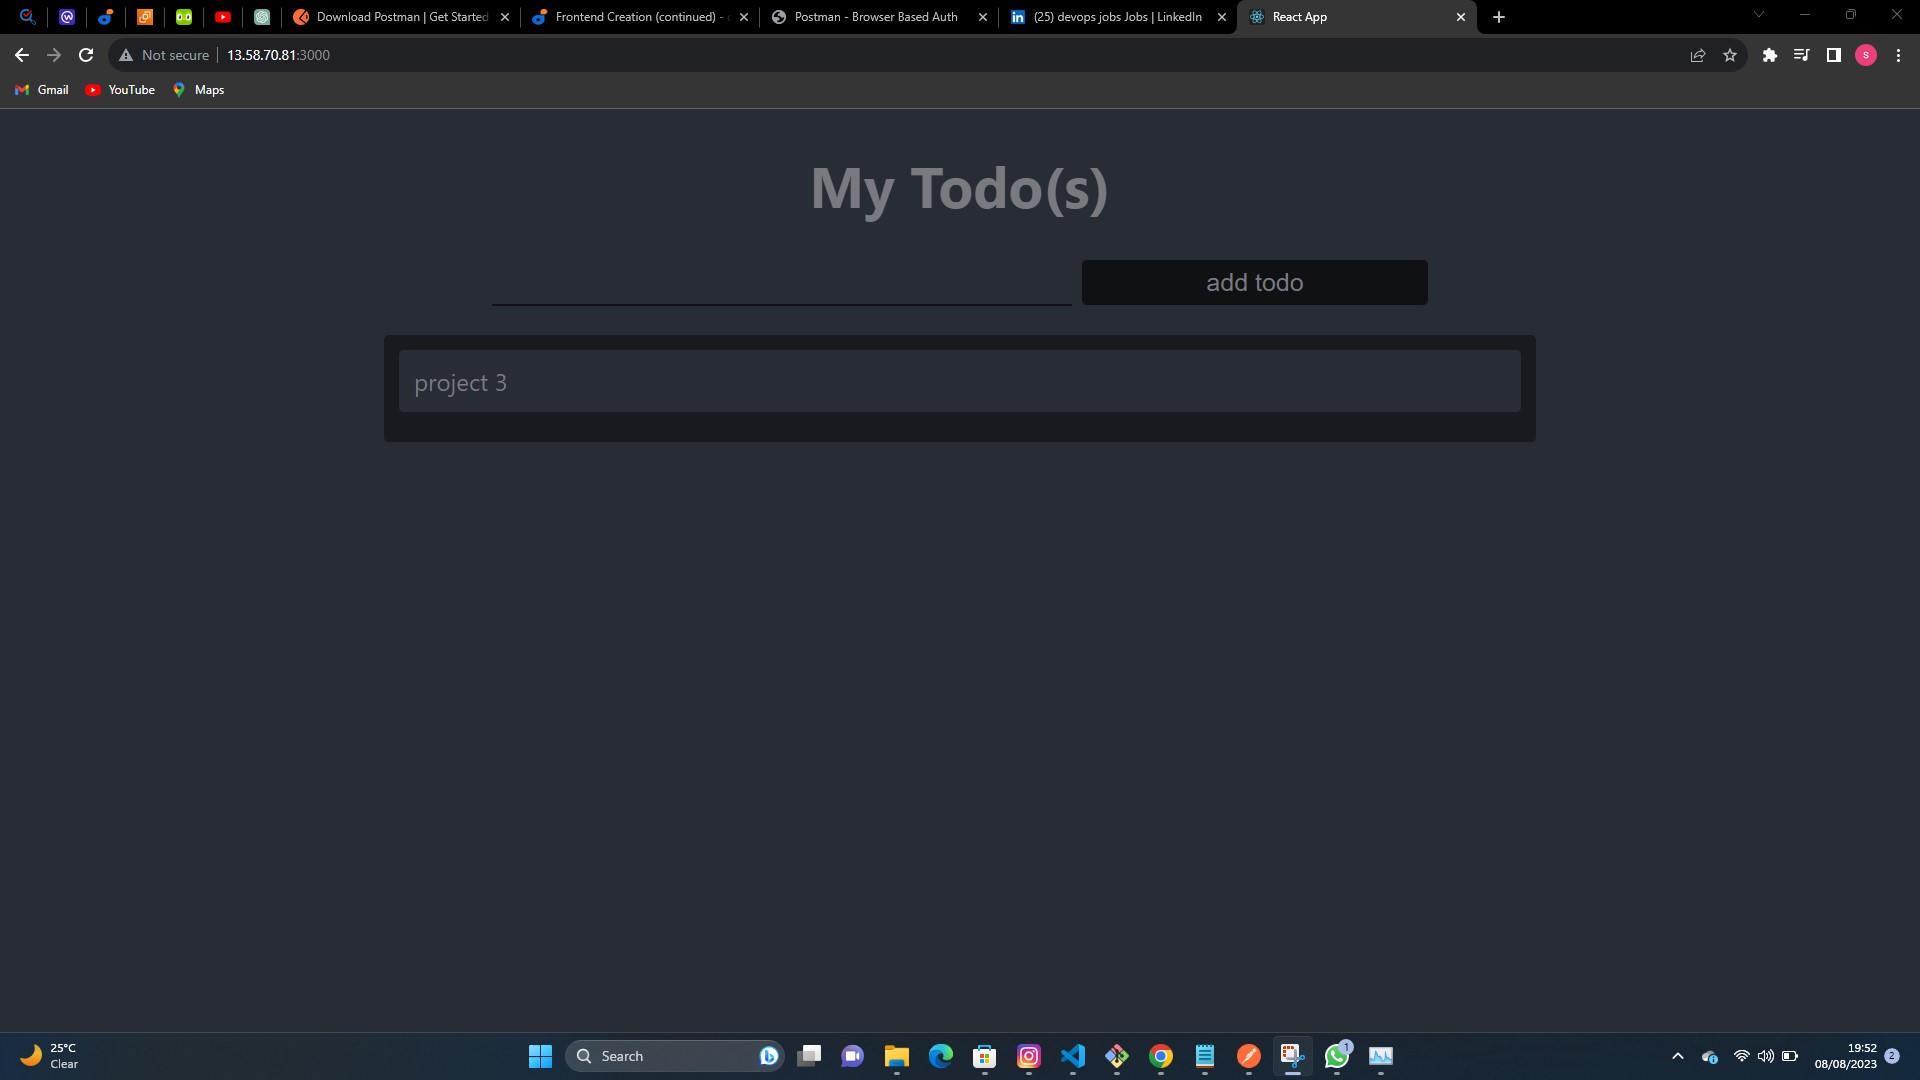 Download Postman | Get Started
Frontend Creation (continued) -
Postman - Browser Based Auth
(25) devops jobs Jobs | LinkedIn
React App
Not secure
13.58.70.81:3000
S
Gmail
YouTube
Maps
My Todo(s)
add todo
project 3
25°C
Clear
Search
1
19:52
08/08/2023
2